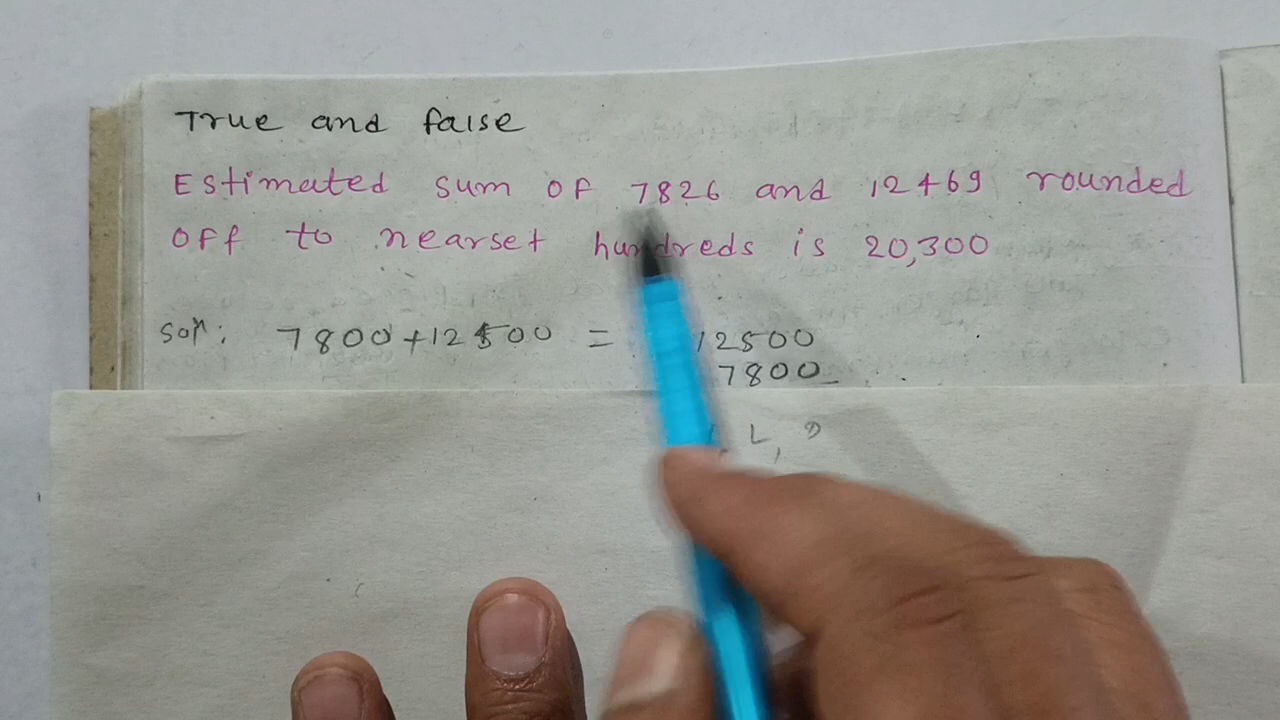 True and false
Estimated sum of 7826 and 12469 rounded
off to nearset hundreds is 20,300
Solⁿ: 7800+12500 = 12500
7800